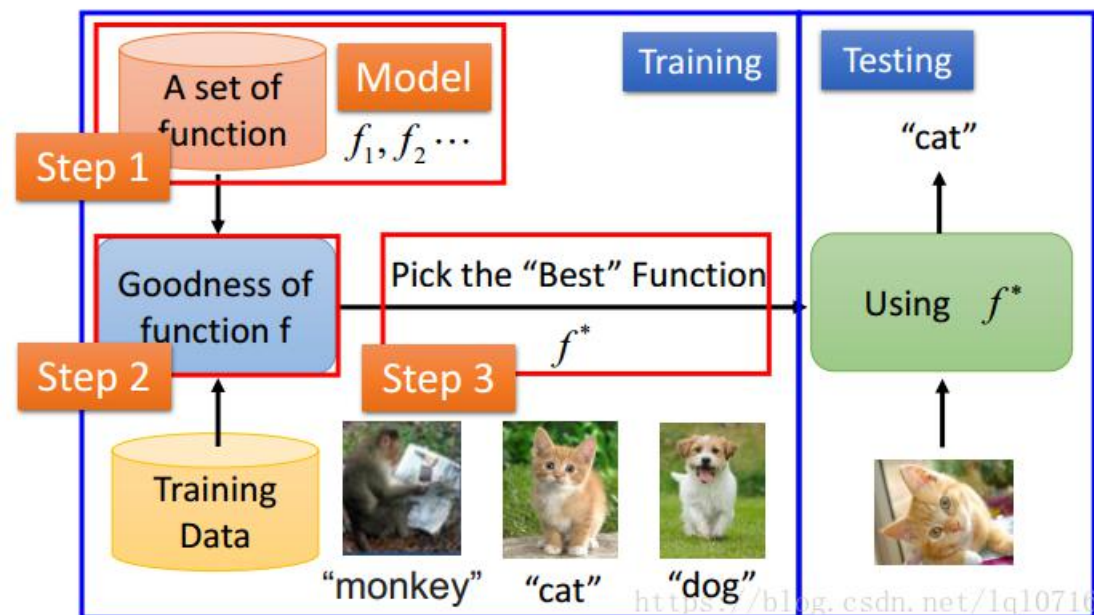 A set of
function
Model
f₁, f₂ ⋯
Training
Testing
Step 1
"cat"
Goodness of
function f
Pick the "Best" Function
f*
Using f*
Step 2
Step 3
Training
Data
"monkey"
"cat"
"dog"
https://blog.csdn.net/lql0716